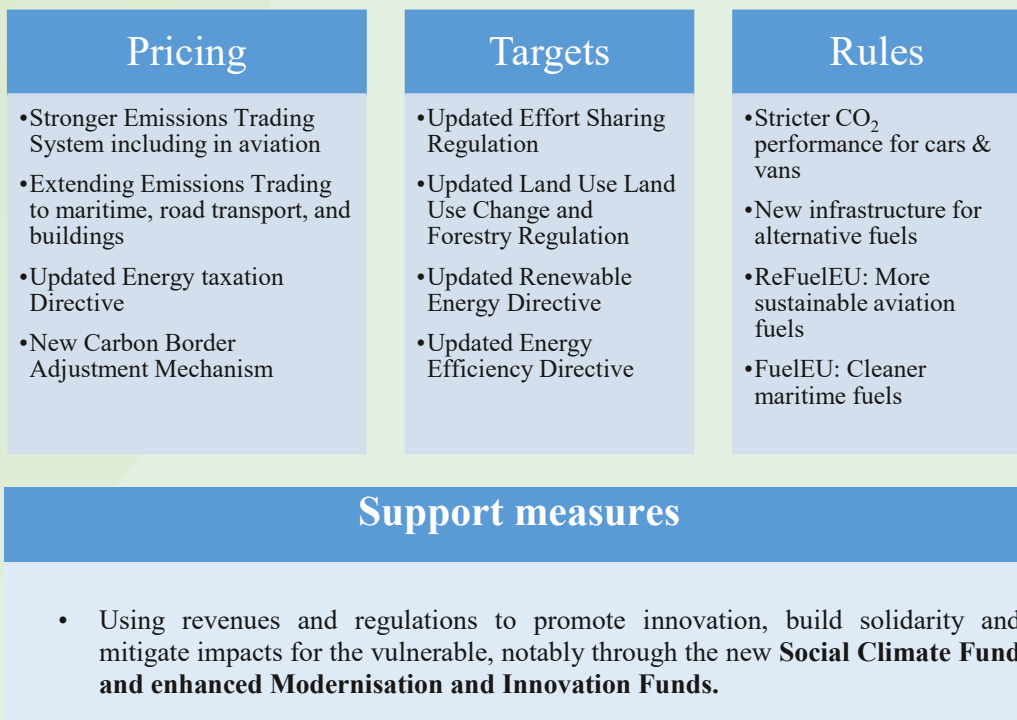 Pricing
•Stronger Emissions Trading
System including in aviation
•Extending Emissions Trading
to maritime, road transport, and
buildings
•Updated Energy taxation
Directive
•New Carbon Border
Adjustment Mechanism
Targets
•Updated Effort Sharing
Regulation
•Updated Land Use Land
Use Change and
Forestry Regulation
•Updated Renewable
Energy Directive
•Updated Energy
Efficiency Directive
Rules
•Stricter CO₂
performance for cars &
vans
•New infrastructure for
alternative fuels
•ReFuelEU: More
sustainable aviation
fuels
•FuelEU: Cleaner
maritime fuels
Support measures
• Using revenues and regulations to promote innovation, build solidarity and
mitigate impacts for the vulnerable, notably through the new Social Climate Fund
and enhanced Modernisation and Innovation Funds.